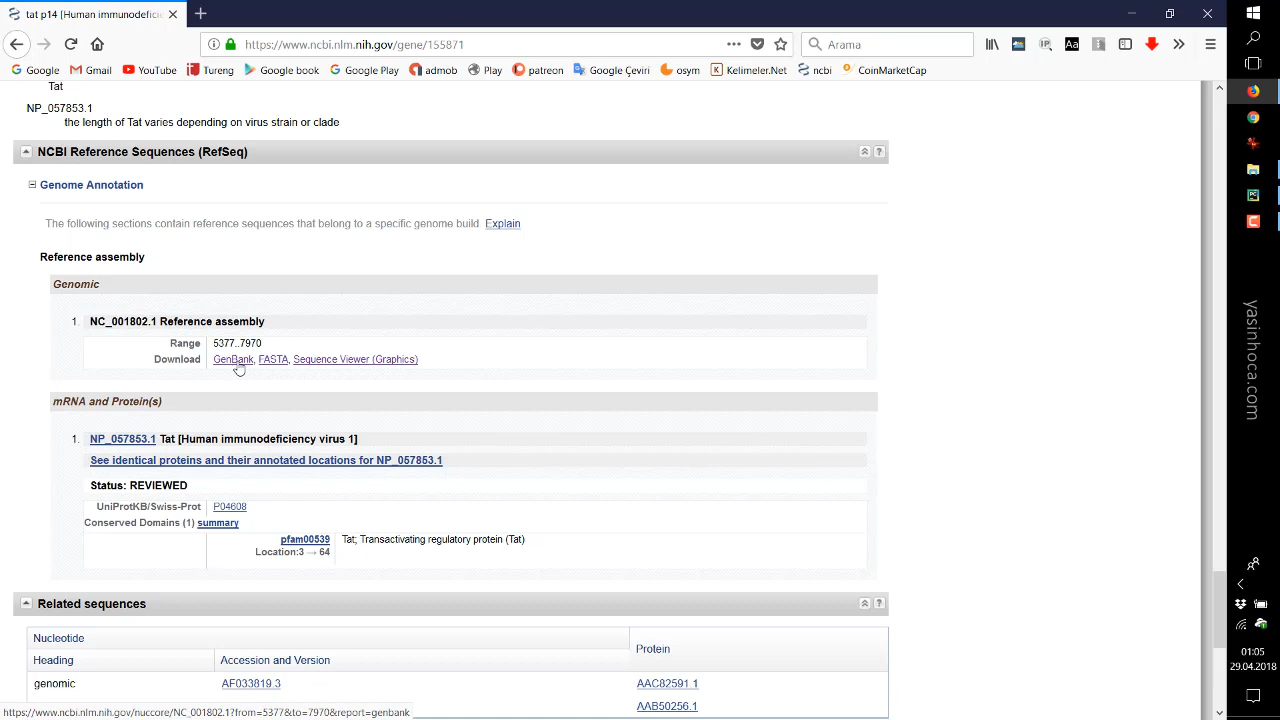 tat p14 [Human immunodefici
https://www.ncbi.nlm.nih.gov/gene/155871
Arama
Google
Gmail
YouTube
Tureng
Google book
Google Play
admob
Play
patreon
Google Çeviri
osym
Kelimeit.Net
ncbi
CoinMarketCap
Tat
NP_057853.1
the length of Tat varies depending on virus strain or clade
NCBI Reference Sequences (RefSeq)
Genome Annotation
The following sections contain reference sequences that belong to a specific genome build Explain
Reference assembly
Genomic
1. NC_001802.1 Reference assembly
Range 5377..7970
Download GenBank, FASTA, Sequence Viewer (Graphics)
mRNA and Protein(s)
1. NP_057853.1 Tat [Human immunodeficiency virus 1]
See identical proteins and their annotated locations for NP_057853.1
Status: REVIEWED
UniProtKB/Swiss-Prot P04608
Conserved Domains (1) summary
pfam00539 Tat; Transactivating regulatory protein (Tat)
Location:3 → 64
Related sequences
Nucleotide
Protein
Heading Accession and Version
genomic AF033819.3 AAC82591.1
AAB50256.1
https://www.ncbi.nlm.nih.gov/nuccore/NC_001802.1?from=5377&to=7970&report=genbank
yasinhoca.com
01:05
29.04.2018